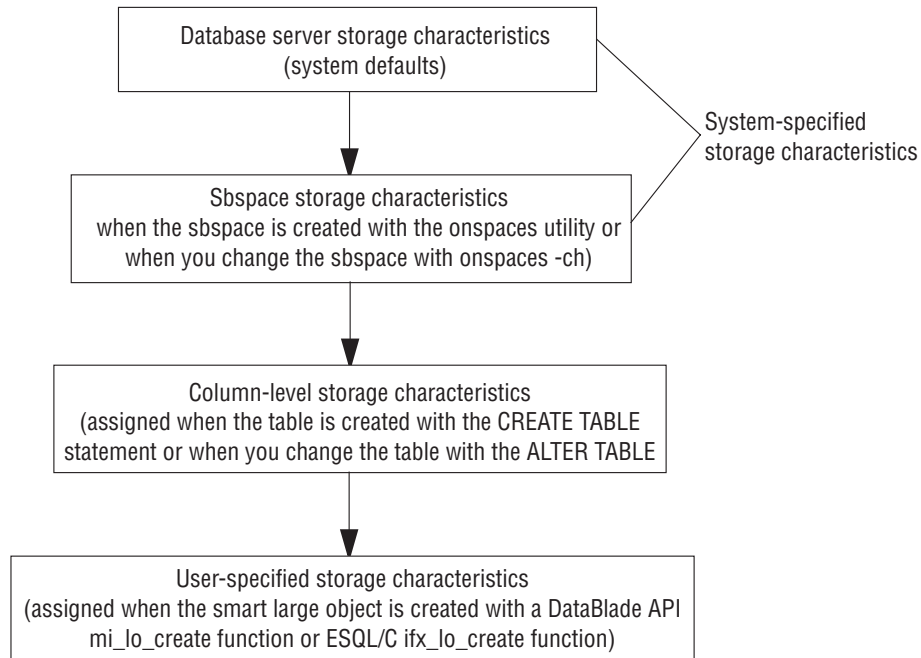 Database server storage characteristics
(system defaults)
System-specified
storage characteristics
Sbspace storage characteristics
when the sbspace is created with the onspaces utility or
when you change the sbspace with onspaces -ch)
Column-level storage characteristics
(assigned when the table is created with the CREATE TABLE
statement or when you change the table with the ALTER TABLE
User-specified storage characteristics
(assigned when the smart large object is created with a DataBlade API
mi_lo_create function or ESQL/C ifx_lo_create function)